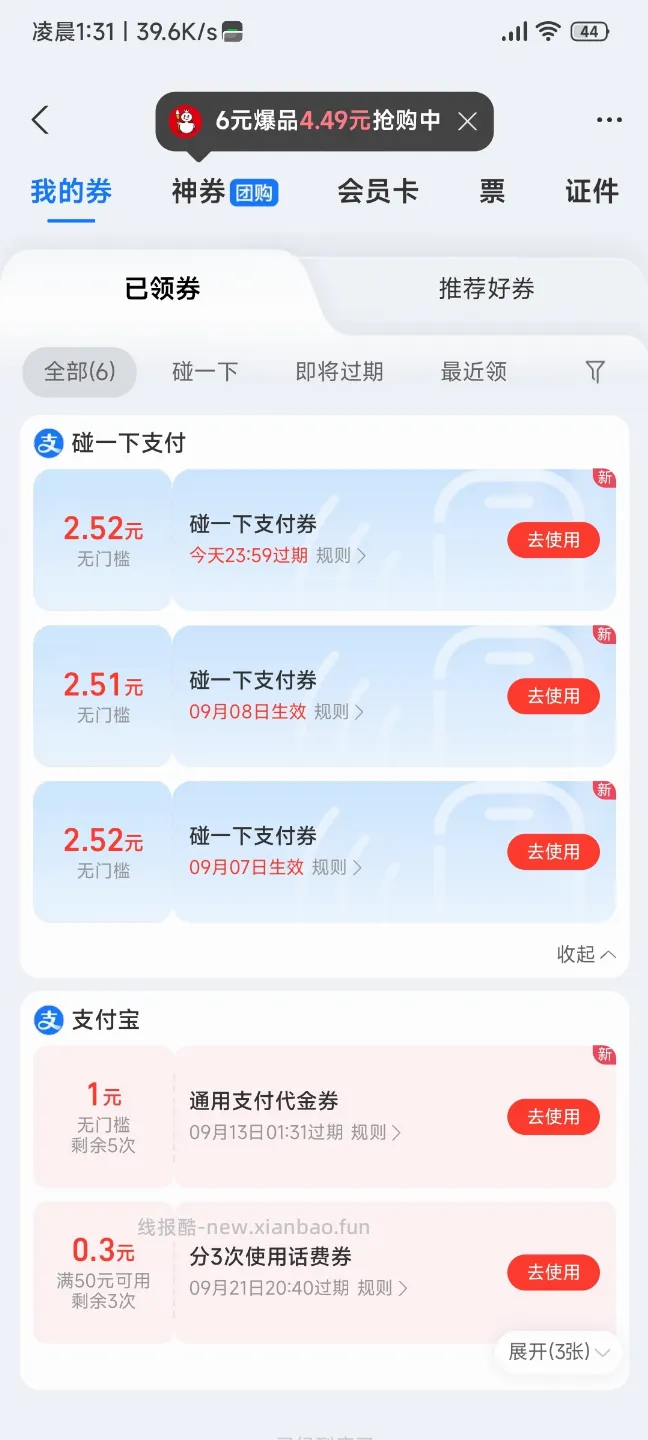 凌晨1:31 | 39.6K/s
44
6元爆品4.49元抢购中
我的券 神券 团购 会员卡 票 证件
已领券 推荐好券
全部(6) 碰一下 即将过期 最近领
支 碰一下支付
新
2.52元
无门槛
碰一下支付券
今天23:59过期 规则
去使用
新
2.51元
无门槛
碰一下支付券
09月08日生效 规则
去使用
新
2.52元
无门槛
碰一下支付券
09月07日生效 规则
去使用
收起
支 支付宝
新
1元
无门槛
剩余5次
通用支付代金券
09月13日01:31过期 规则
去使用
线报酷-new.xianbao.fun
0.3元
满50元可用
剩余3次
分3次使用话费券
09月21日20:40过期 规则
去使用
展开(3张)